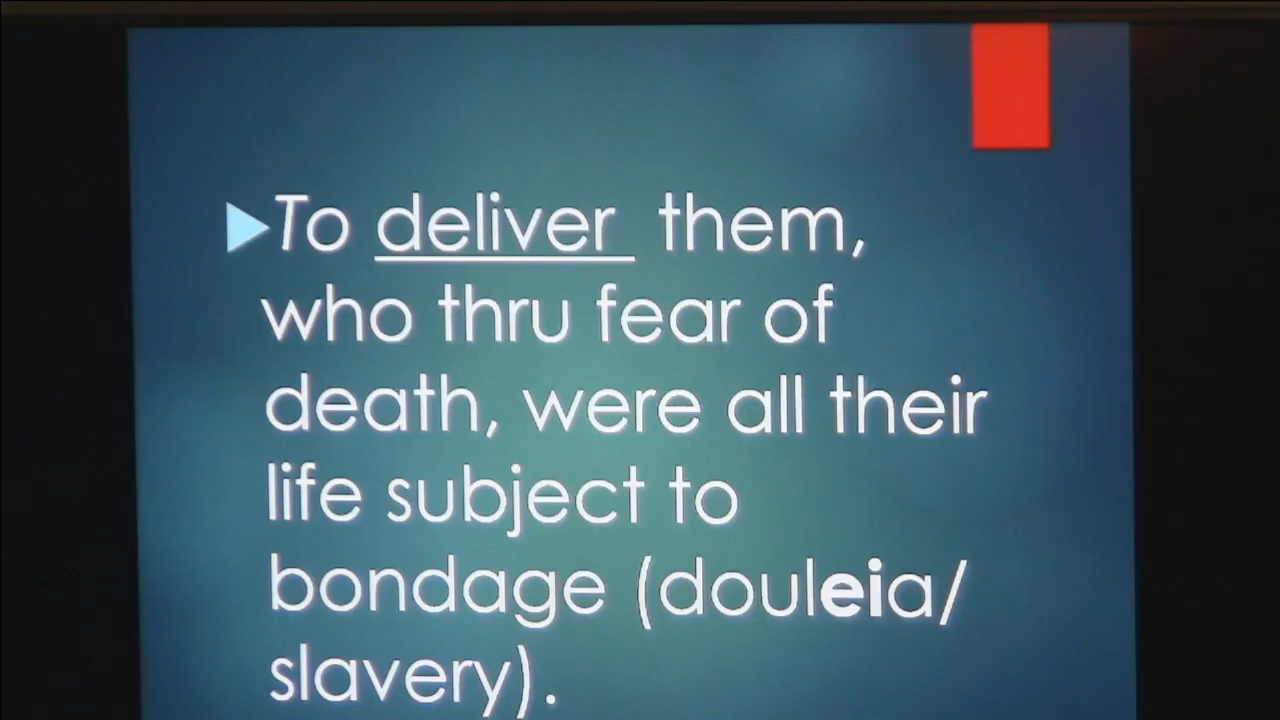 To deliver them,
who thru fear of
death, were all their
life subject to
bondage (douleia/
slavery).